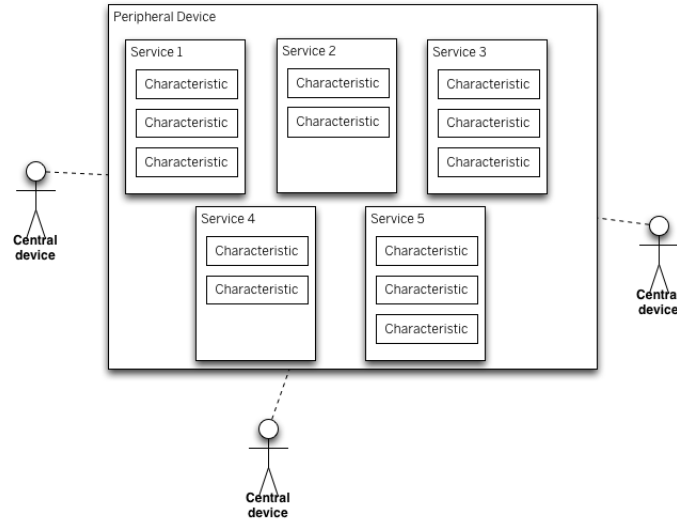 Peripheral Device
Service 1
Characteristic
Characteristic
Characteristic
Service 2
Characteristic
Characteristic
Service 3
Characteristic
Characteristic
Characteristic
Central
device
Service 4
Characteristic
Characteristic
Service 5
Characteristic
Characteristic
Characteristic
Central
device
Central
device